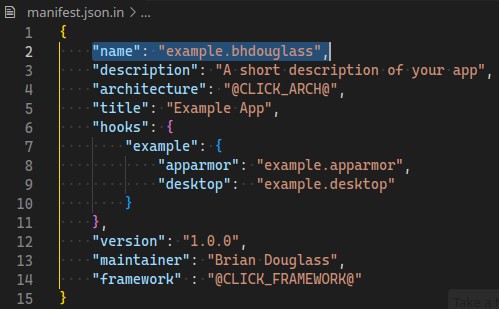 manifest.json.in > ...
1 {
2 "name": "example.bhdouglass",
3 "description": "A short description of your app",
4 "architecture": "@CLICK_ARCH@",
5 "title": "Example App",
6 "hooks": {
7 "example": {
8 "apparmor": "example.apparmor",
9 "desktop": "example.desktop"
10 }
11 },
12 "version": "1.0.0",
13 "maintainer": "Brian Douglass",
14 "framework" : "@CLICK_FRAMEWORK@"
15 }
Take a